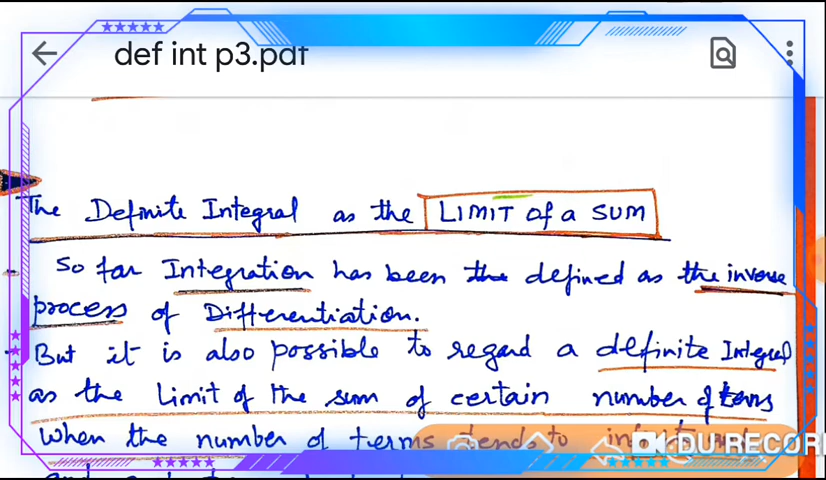 def int p3.pdf
The Definite Integral as the LIMIT of a SUM
So far Integration has been the defined as the inverse
process of Differentiation.
But it is also possible to regard a definite Integral
as the Limit of the sum of certain number of terms
When the number of terms tends to
DU RECOR